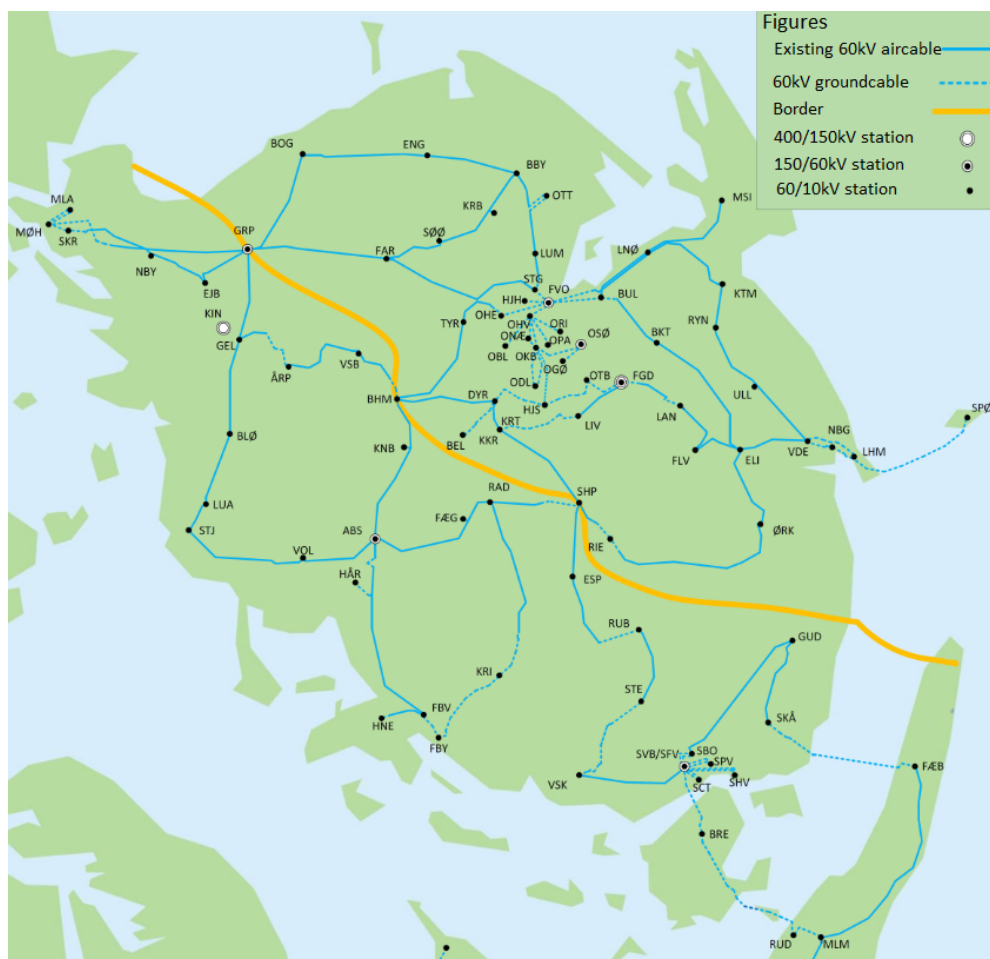 Figures
Existing 60kV aircable
60kV groundcable
Border
400/150kV station
150/60kV station
60/10kV station
BOG
ENG
BBY
OTT
KRB
MSI
MLA
MØH
SKR
GRP
SØØ
FAR
LUM
LNØ
NBY
EJB
STG
FVO
BUL
KTM
KIN
HJH
OHE
OHV
ORI
OSØ
TYR
GEL
ONÆ
OPA
OBL
OKB
OGØ
BKT
RYN
ÅRP
VSB
ODL
OTB
FGD
ULL
BHM
DYR
HJS
LIV
LAN
SPØ
KRT
BLØ
KNB
BEL
KKR
FLV
ELI
VDE
NBG
LHM
RAD
SHP
LUA
FÆG
STJ
ABS
RIE
ØRK
VOL
HÅR
ESP
RUB
GUD
KRI
STE
HNE
FBV
FBY
SKÅ
SVB/SFV
SBO
SPV
VSK
SCT
SHV
FÆB
BRE
RUD
MLM